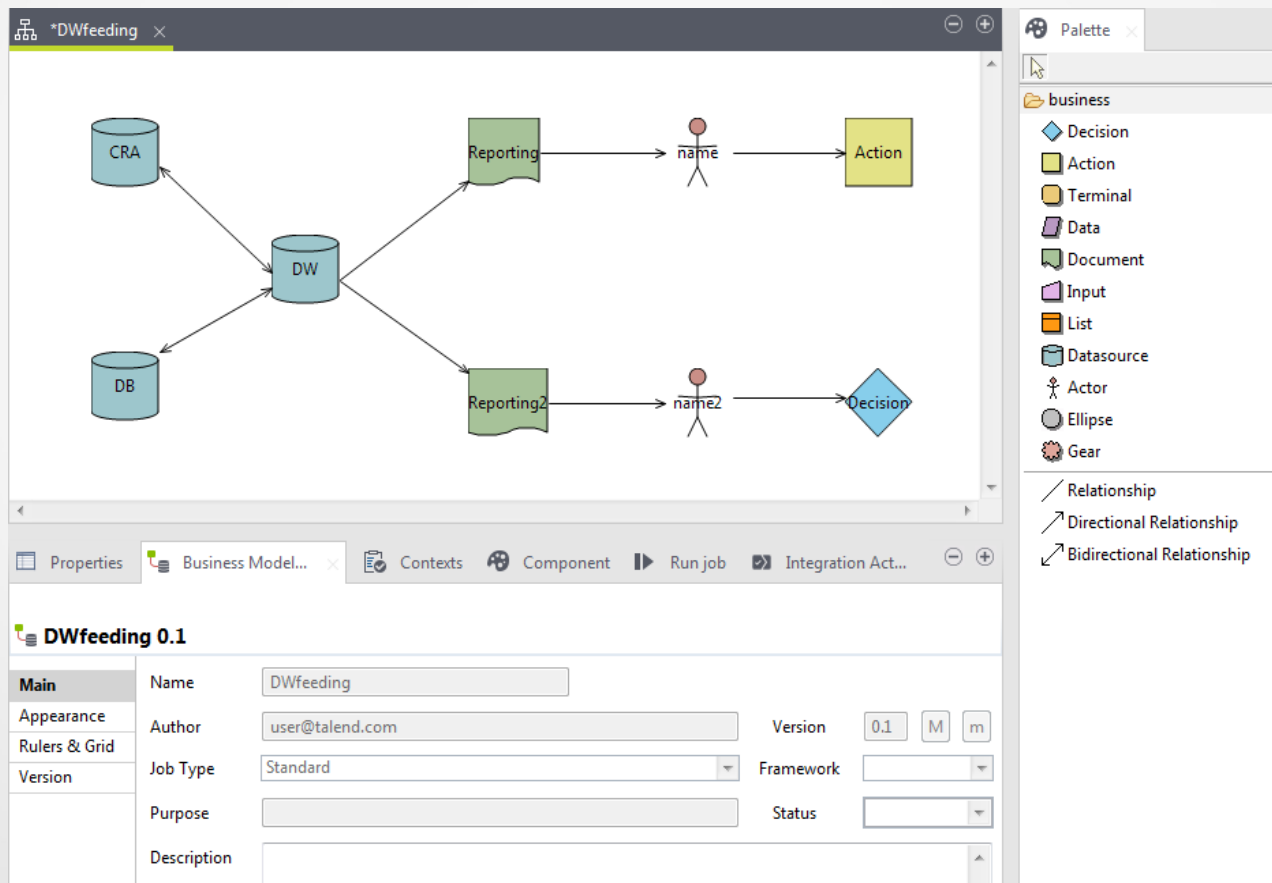 *DWfeeding
CRA
Reporting
name
Action
DW
DB
Reporting2
name2
Decision
Palette
business
Decision
Action
Terminal
Data
Document
Input
List
Datasource
Actor
Ellipse
Gear
Relationship
Directional Relationship
Bidirectional Relationship
Properties
Business Model...
Contexts
Component
Run job
Integration Act...
DWfeeding 0.1
Main
Appearance
Rulers & Grid
Version
Name
DWfeeding
Author
user@talend.com
Version
0.1
M
m
Job Type
Standard
Framework
Purpose
Status
Description